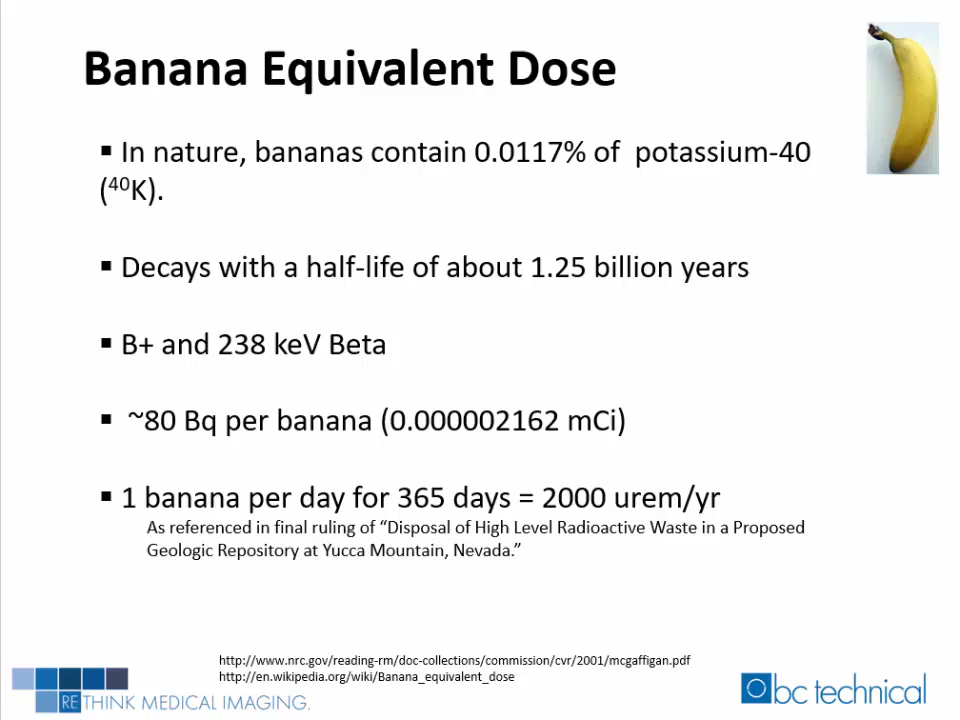 Banana Equivalent Dose
▪ In nature, bananas contain 0.0117% of potassium-40
(⁴⁰K).
▪ Decays with a half-life of about 1.25 billion years
▪ B+ and 238 keV Beta
▪ ~80 Bq per banana (0.000002162 mCi)
▪ 1 banana per day for 365 days = 2000 urem/yr
As referenced in final ruling of “Disposal of High Level Radioactive Waste in a Proposed
Geologic Repository at Yucca Mountain, Nevada.”
http://www.nrc.gov/reading-rm/doc-collections/commission/cvr/2001/mcgaffigan.pdf
http://en.wikipedia.org/wiki/Banana_equivalent_dose
RETHINK MEDICAL IMAGING.
bc technical